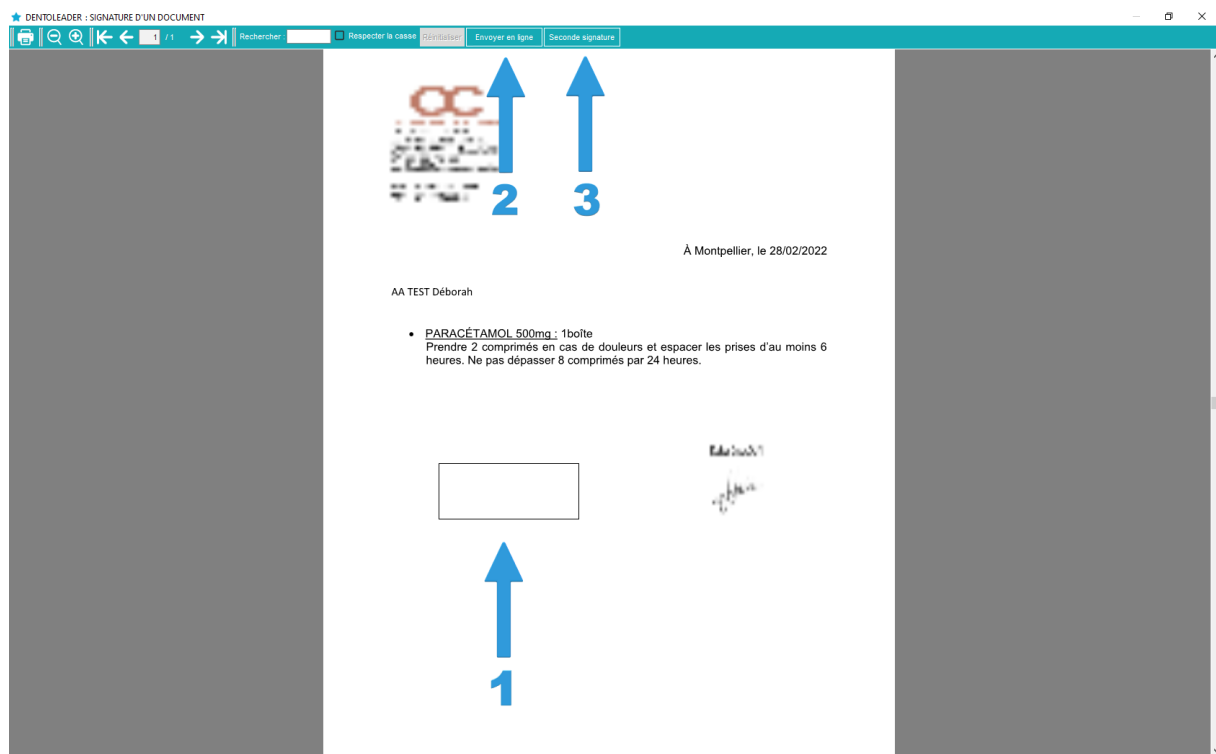 DENTOLEADER : SIGNATURE D'UN DOCUMENT
1 / 1 Rechercher : Respecter la casse Réinitialiser Envoyer en ligne Seconde signature
2 3
À Montpellier, le 28/02/2022
AA TEST Déborah
• PARACÉTAMOL 500mg : 1boîte
Prendre 2 comprimés en cas de douleurs et espacer les prises d'au moins 6
heures. Ne pas dépasser 8 comprimés par 24 heures.
1